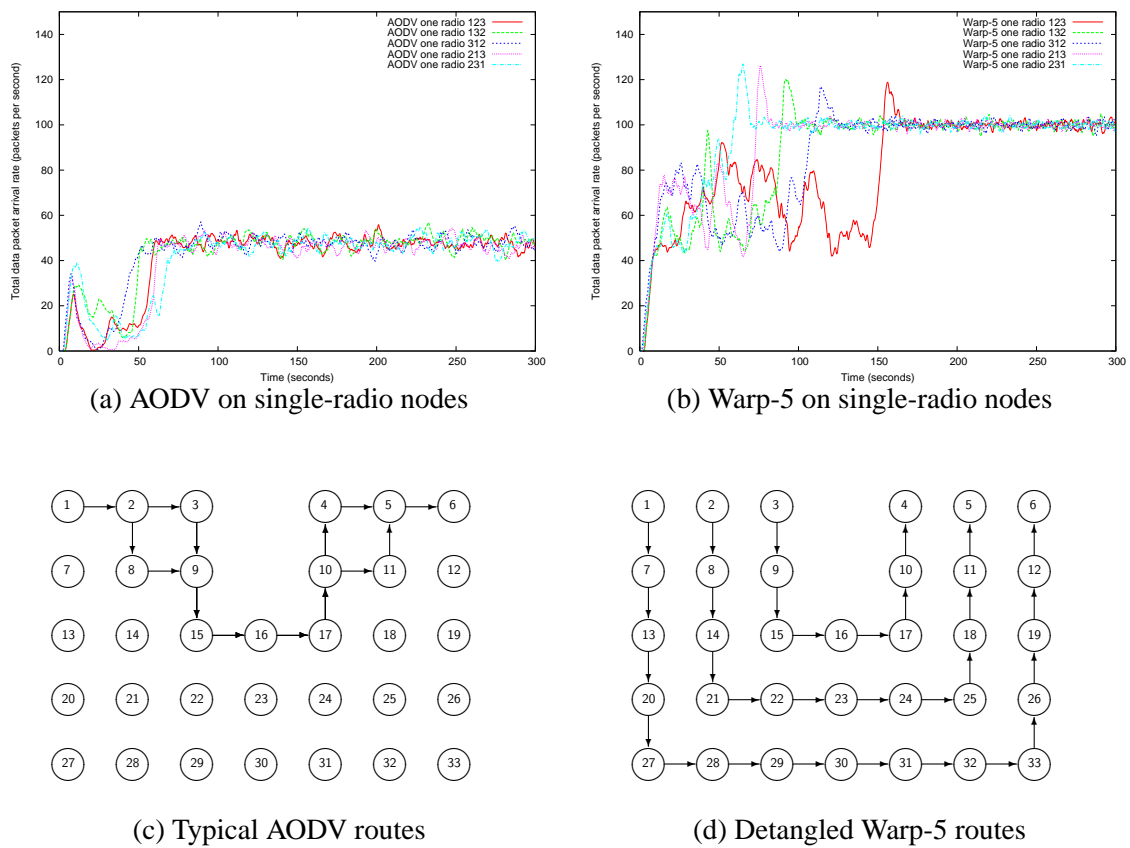 140
120
100
80
60
40
20
0
Total data packet arrival rate (packets per second)
AODV one radio 123
AODV one radio 132
AODV one radio 312
AODV one radio 213
AODV one radio 231
0 50 100 150 200 250 300
Time (seconds)
(a) AODV on single-radio nodes
140
120
100
80
60
40
20
0
Total data packet arrival rate (packets per second)
Warp-5 one radio 123
Warp-5 one radio 132
Warp-5 one radio 312
Warp-5 one radio 213
Warp-5 one radio 231
0 50 100 150 200 250 300
Time (seconds)
(b) Warp-5 on single-radio nodes
1 2 3 4 5 6
7 8 9 10 11 12
13 14 15 16 17 18 19
20 21 22 23 24 25 26
27 28 29 30 31 32 33
(c) Typical AODV routes
1 2 3 4 5 6
7 8 9 10 11 12
13 14 15 16 17 18 19
20 21 22 23 24 25 26
27 28 29 30 31 32 33
(d) Detangled Warp-5 routes